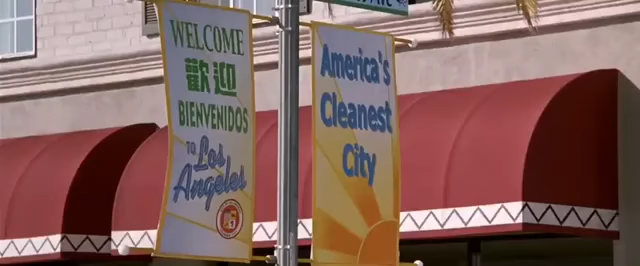 WELCOME
歡迎
BIENVENIDOS
TO Los
Angeles
America's
Cleanest
City